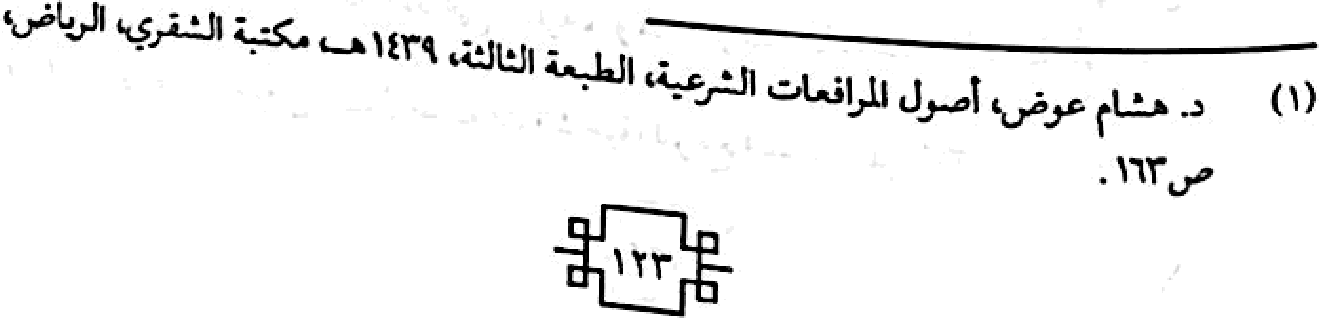 (١) د. هشام عوض، أصول المرافعات الشرعية، الطبعة الثالثة، ١٤٣٩هـ، مكتبة الشقري، الرياض،
ص١٦٣.
١٢٣